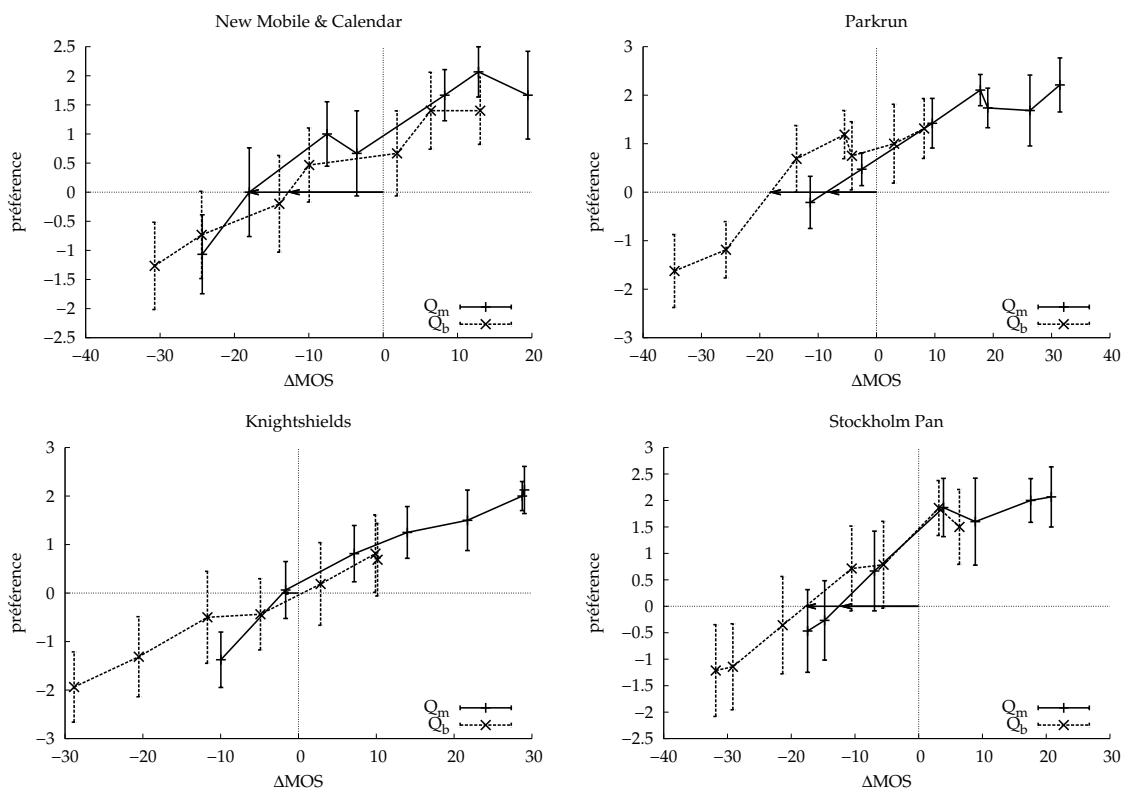 New Mobile & Calendar
2.5
2
1.5
1
0.5
0
−0.5
−1
−1.5
−2
2.5
−40 −30 −20 −10 0 10 20
préférence
ΔMOS
Qm
Qb
Parkrun
3
2
1
0
−1
−2
−3
−40 −30 −20 −10 0 10 20 30 40
préférence
ΔMOS
Qm
Qb
Knightshields
3
2
1
0
−1
−2
−3
−30 −20 −10 0 10 20 30
préférence
ΔMOS
Qm
Qb
Stockholm Pan
3
2.5
2
1.5
1
0.5
0
−0.5
−1
−1.5
−2
2.5
−40 −30 −20 −10 0 10 20 30
préférence
ΔMOS
Qm
Qb